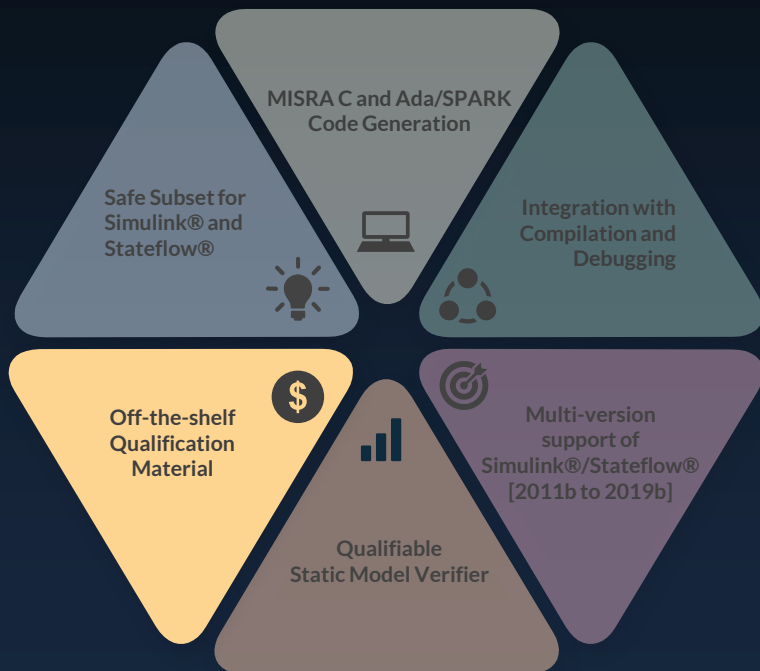 MISRA C and Ada/SPARK
Code Generation
Safe Subset for
Simulink® and
Stateflow®
Integration with
Compilation and
Debugging
Off-the-shelf
Qualification
Material
$
Multi-version
support of
Simulink®/Stateflow®
[2011b to 2019b]
Qualifiable
Static Model Verifier